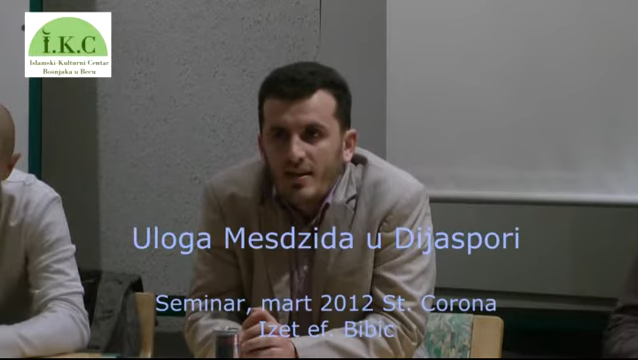 I.K.C
Islamski Kulturni Centar
Bosnjaka u Becu
Uloga Mesdzida u Dijaspori
Seminar, mart 2012 St. Corona
Izet ef. Bibic